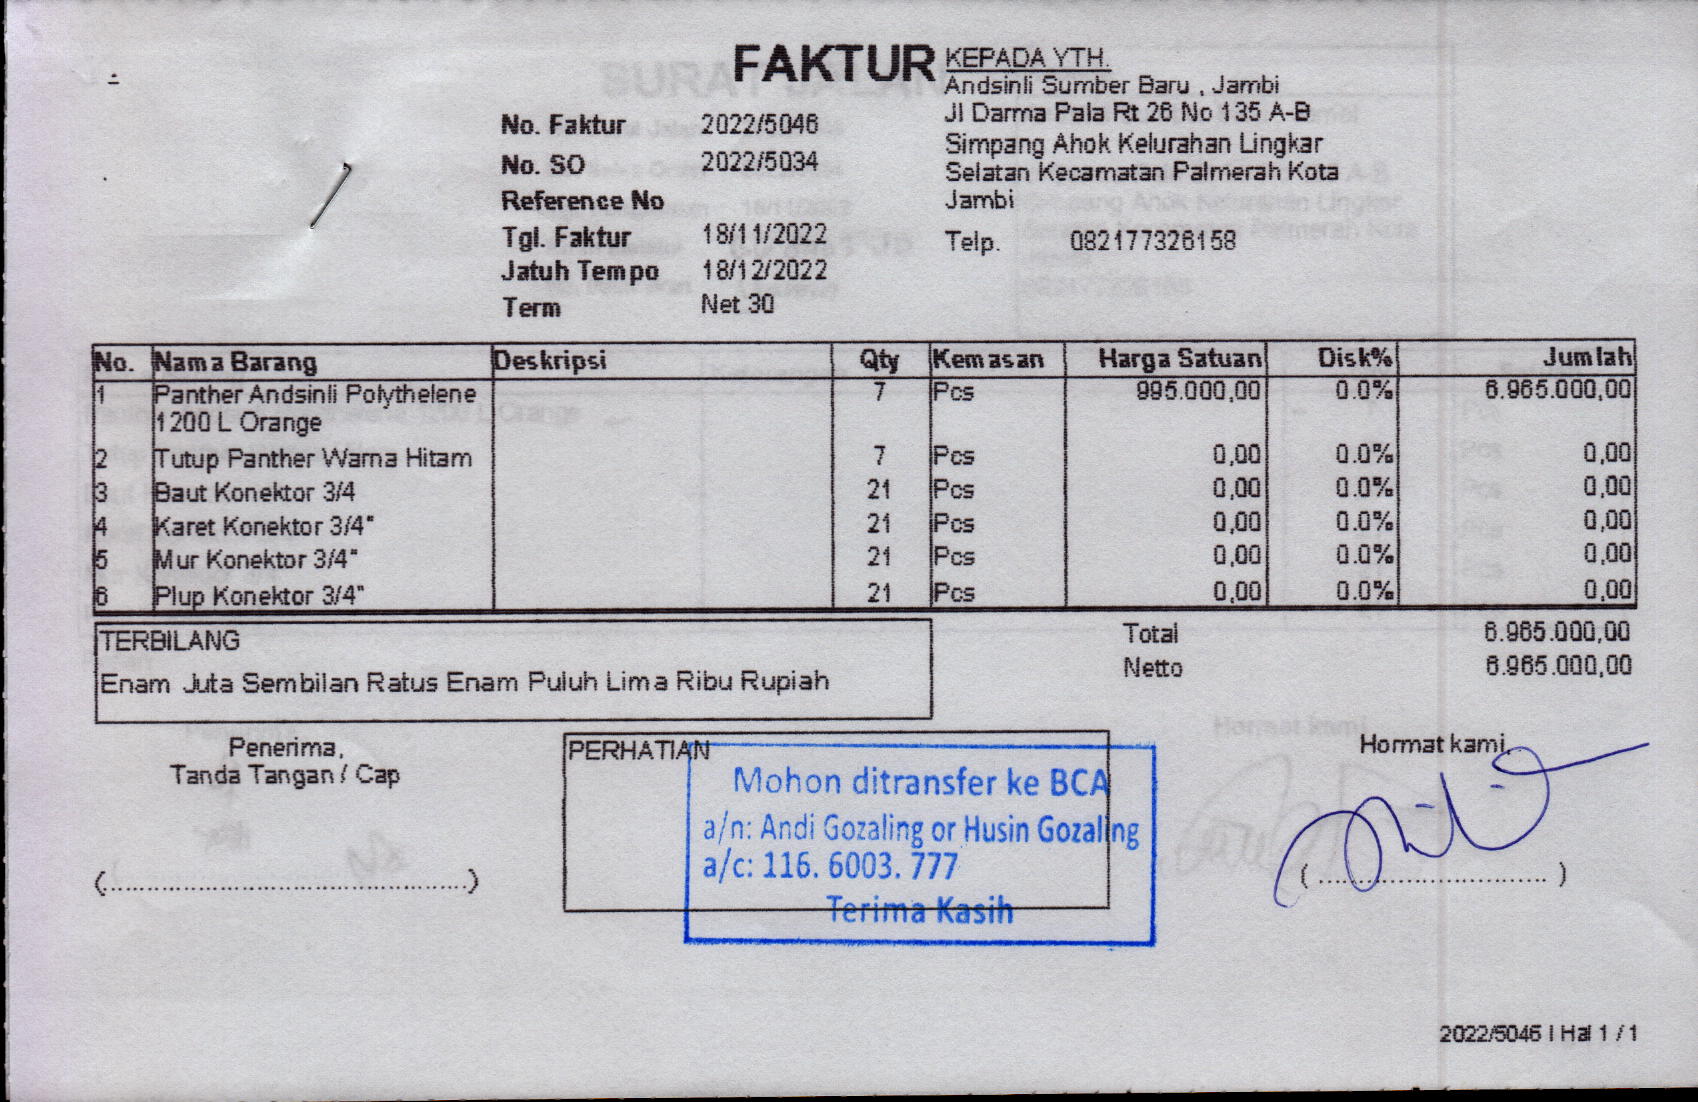 FAKTUR
No. Faktur 2022/5046
No. SO 2022/5034
Reference No
Tgl. Faktur 18/11/2022
Jatuh Tempo 18/12/2022
Term Net 30
KEPADA YTH.
Andsinli Sumber Baru , Jambi
Jl Darma Pala Rt 26 No 135 A-B
Simpang Ahok Kelurahan Lingkar
Selatan Kecamatan Palmerah Kota
Jambi
Telp. 082177326158
No. Nama Barang Deskripsi Qty Kemasan Harga Satuan Disk% Jumlah
1 Panther Andsinli Polythelene 7 Pcs 995.000,00 0.0% 6.965.000,00
1200 L Orange
2 Tutup Panther Warna Hitam 7 Pcs 0,00 0.0% 0,00
3 Baut Konektor 3/4 21 Pcs 0,00 0.0% 0,00
4 Karet Konektor 3/4" 21 Pcs 0,00 0.0% 0,00
5 Mur Konektor 3/4" 21 Pcs 0,00 0.0% 0,00
6 Plup Konektor 3/4" 21 Pcs 0,00 0.0% 0,00
TERBILANG
Enam Juta Sembilan Ratus Enam Puluh Lima Ribu Rupiah
Total 6.965.000,00
Netto 6.965.000,00
Penerima,
Tanda Tangan / Cap
(..........................................)
PERHATIAN
Mohon ditransfer ke BCA
a/n: Andi Gozaling or Husin Gozaling
a/c: 116. 6003. 777
Terima Kasih
Hormat kami,
( .............................. )
2022/5046 | Hal 1 / 1